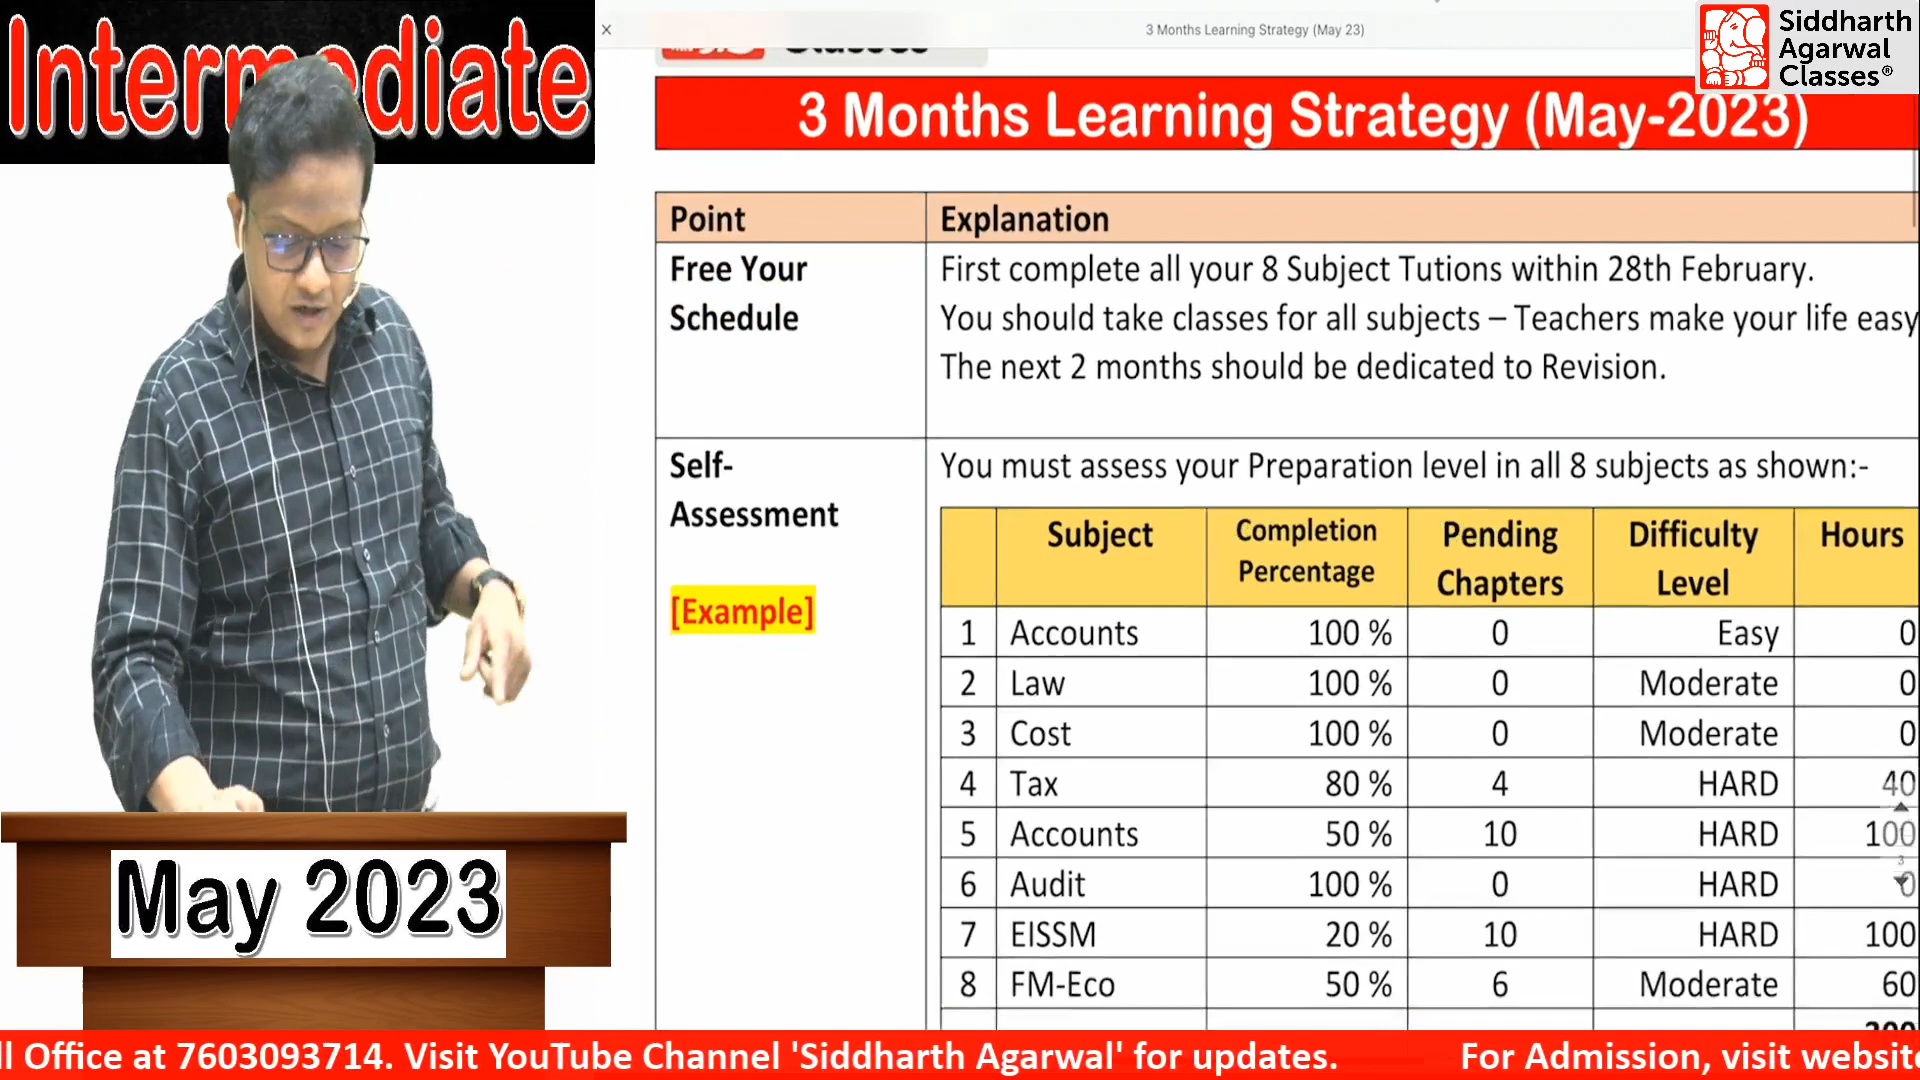 Intermediate
3 Months Learning Strategy (May 23)
Siddharth
Agarwal
Classes®
3 Months Learning Strategy (May-2023)
Point Explanation
Free Your
Schedule
First complete all your 8 Subject Tutions within 28th February.
You should take classes for all subjects – Teachers make your life easy
The next 2 months should be dedicated to Revision.
Self-
Assessment
[Example]
You must assess your Preparation level in all 8 subjects as shown:-
Subject Completion Percentage Pending Chapters Difficulty Level Hours
1 Accounts 100 % 0 Easy 0
2 Law 100 % 0 Moderate 0
3 Cost 100 % 0 Moderate 0
4 Tax 80 % 4 HARD 40
5 Accounts 50 % 10 HARD 100
6 Audit 100 % 0 HARD 0
7 EISSM 20 % 10 HARD 100
8 FM-Eco 50 % 6 Moderate 60
May 2023
Office at 7603093714. Visit YouTube Channel 'Siddharth Agarwal' for updates. For Admission, visit website